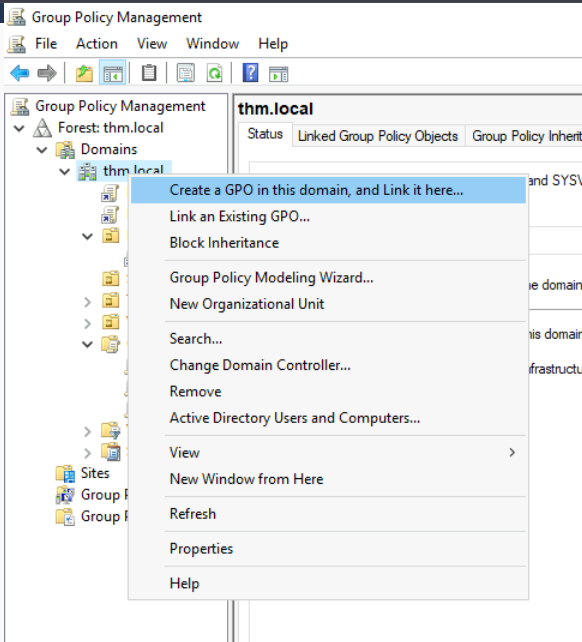 Group Policy Management
File Action View Window Help
Group Policy Management
Forest: thm.local
Domains
thm.local
Sites
Group P
Group P
thm.local
Status Linked Group Policy Objects Group Policy Inherit
and SYSV
e domain
is domain
frastructu
Create a GPO in this domain, and Link it here...
Link an Existing GPO...
Block Inheritance
Group Policy Modeling Wizard...
New Organizational Unit
Search...
Change Domain Controller...
Remove
Active Directory Users and Computers...
View
New Window from Here
Refresh
Properties
Help